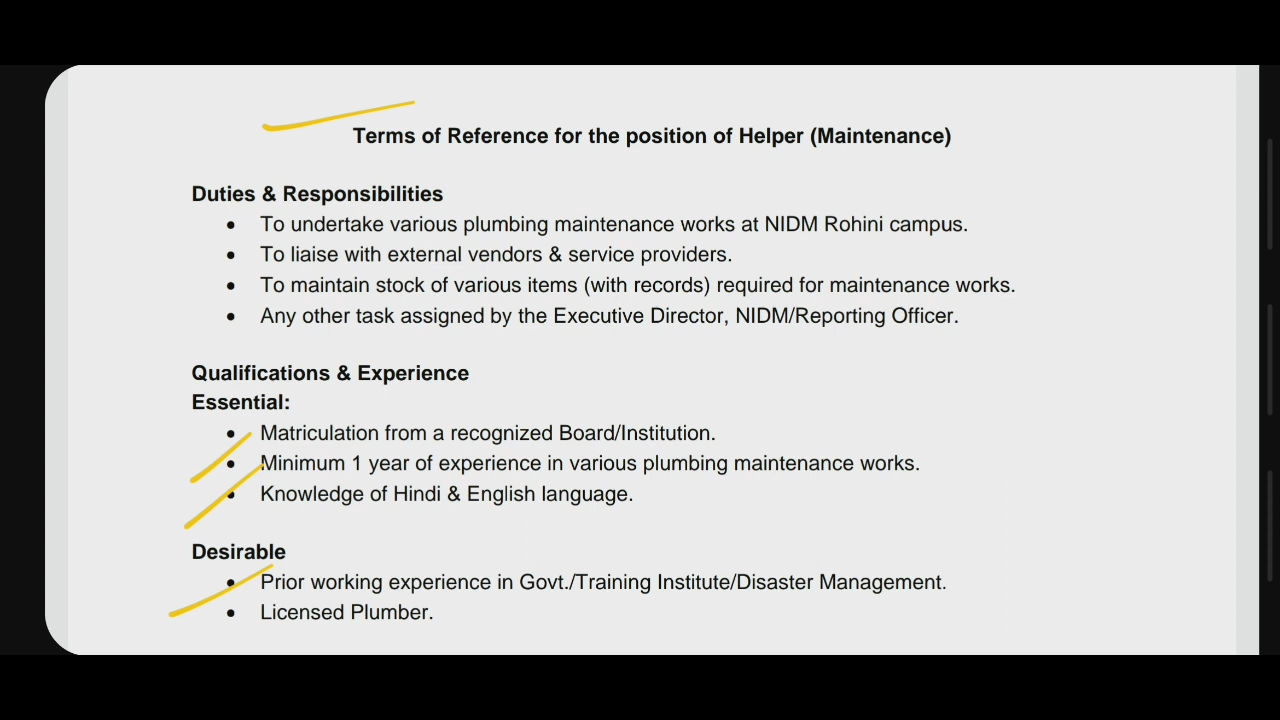 Terms of Reference for the position of Helper (Maintenance)
Duties & Responsibilities
• To undertake various plumbing maintenance works at NIDM Rohini campus.
• To liaise with external vendors & service providers.
• To maintain stock of various items (with records) required for maintenance works.
• Any other task assigned by the Executive Director, NIDM/Reporting Officer.
Qualifications & Experience
Essential:
• Matriculation from a recognized Board/Institution.
• Minimum 1 year of experience in various plumbing maintenance works.
• Knowledge of Hindi & English language.
Desirable
• Prior working experience in Govt./Training Institute/Disaster Management.
• Licensed Plumber.